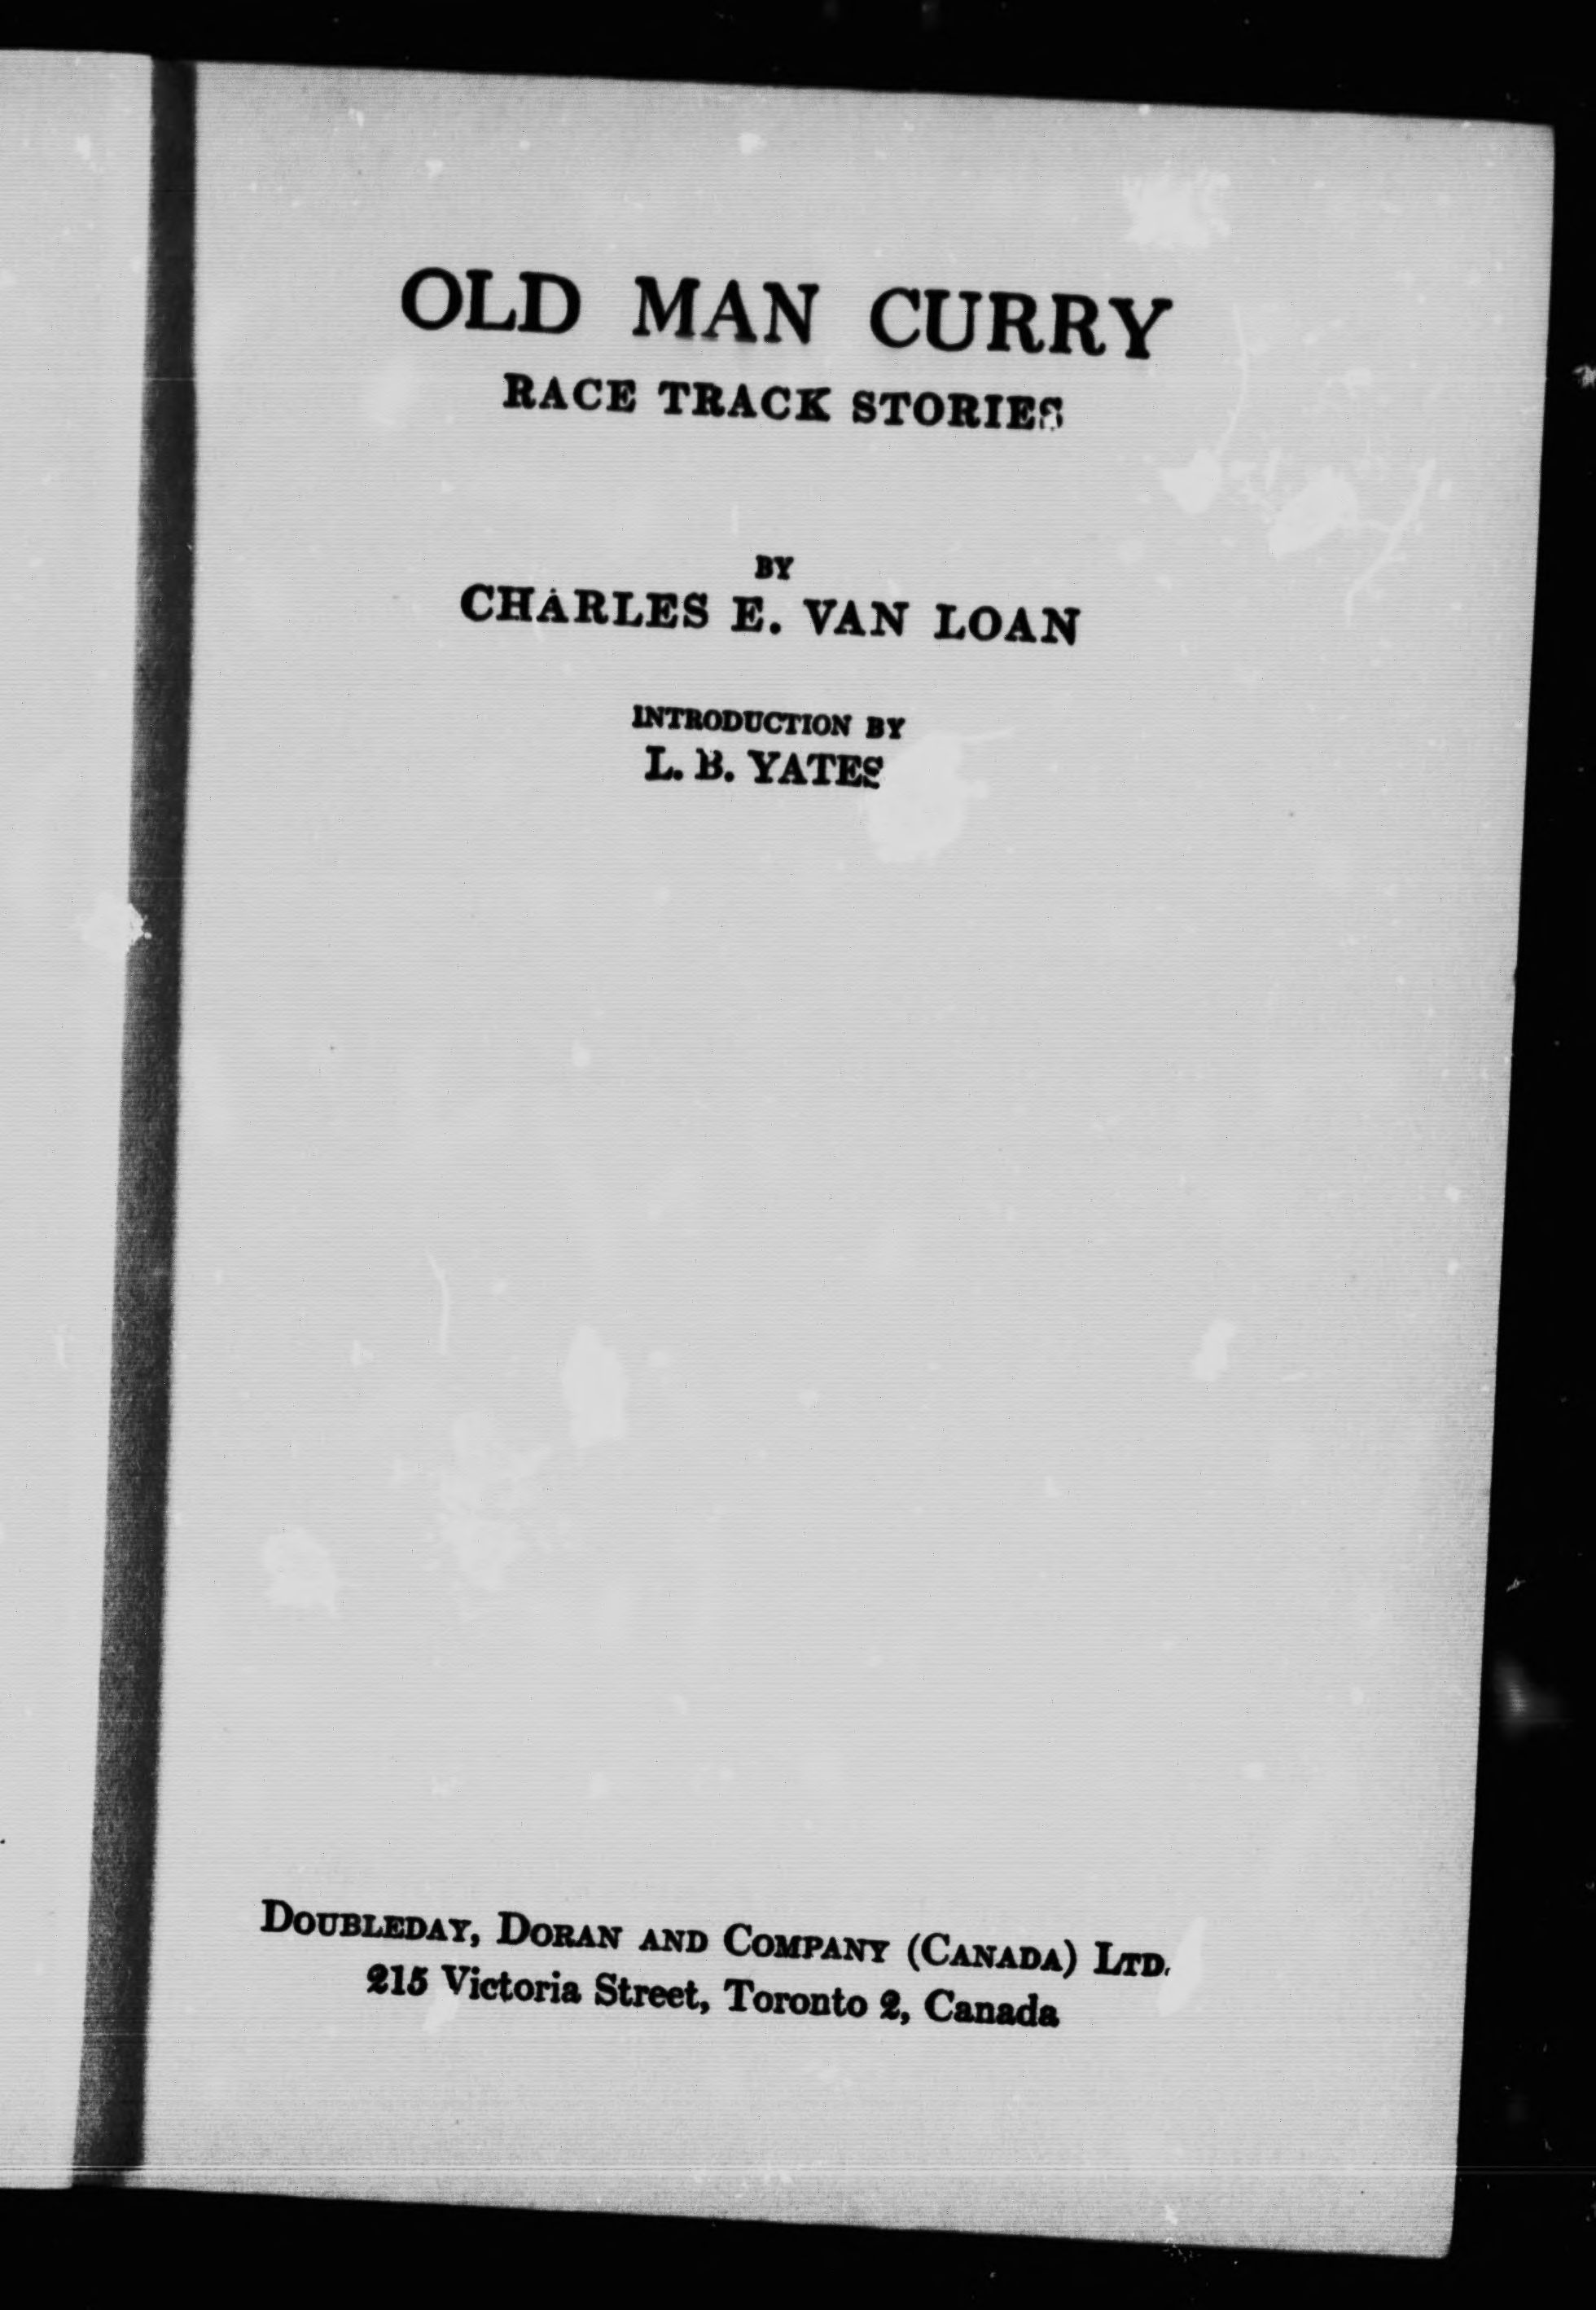 OLD MAN CURRY
RACE TRACK STORIES
BY
CHARLES E. VAN LOAN
INTRODUCTION BY
L. B. YATES
DOUBLEDAY, DORAN AND COMPANY (CANADA) LTD.
215 Victoria Street, Toronto 2, Canada